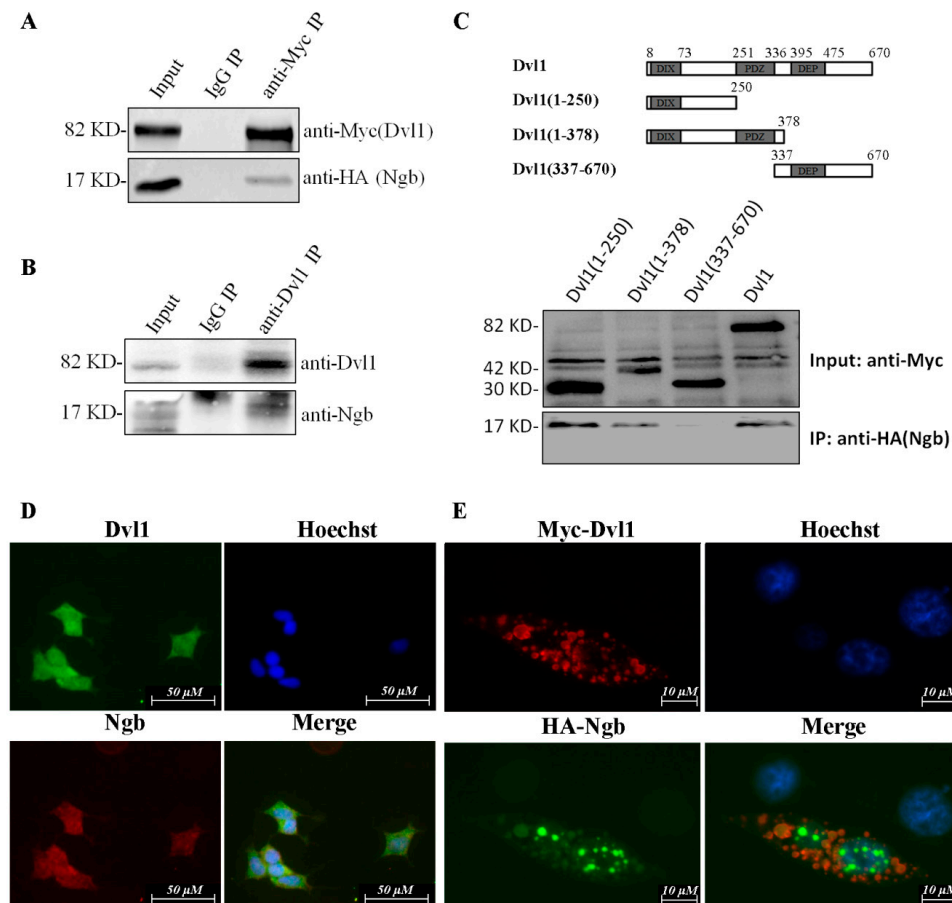 A
Input
IgG IP
anti-Myc IP
82 KD-
anti-Myc(Dvl1)
17 KD-
anti-HA (Ngb)
B
Input
IgG IP
anti-Dvl1 IP
82 KD-
anti-Dvl1
17 KD-
anti-Ngb
C
8 73 251 336 395 475 670
Dvl1
DIX PDZ DEP
250
Dvl1(1-250)
DIX
378
Dvl1(1-378)
DIX PDZ
337 670
Dvl1(337-670)
DEP
Dvl1(1-250)
Dvl1(1-378)
Dvl1(337-670)
Dvl1
82 KD-
42 KD-
30 KD-
Input: anti-Myc
17 KD-
IP: anti-HA(Ngb)
D
Dvl1
Hoechst
50 µM
50 µM
Ngb
Merge
50 µM
50 µM
E
Myc-Dvl1
Hoechst
10 µM
10 µM
HA-Ngb
Merge
10 µM
10 µM